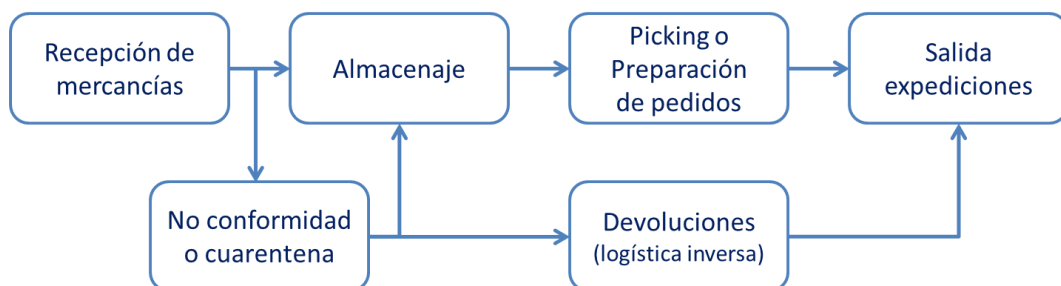 Recepción de
mercancías
Almacenaje
Picking o
Preparación
de pedidos
Salida
expediciones
No conformidad
o cuarentena
Devoluciones
(logística inversa)